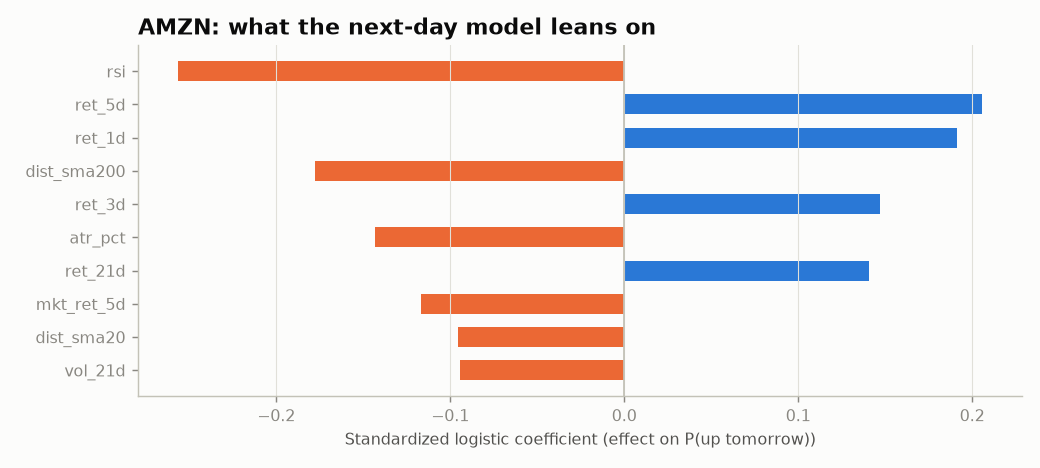 AMZN: what the next-day model leans on
rsi
ret_5d
ret_1d
dist_sma200
ret_3d
atr_pct
ret_21d
mkt_ret_5d
dist_sma20
vol_21d
−0.2 −0.1 0.0 0.1 0.2
Standardized logistic coefficient (effect on P(up tomorrow))